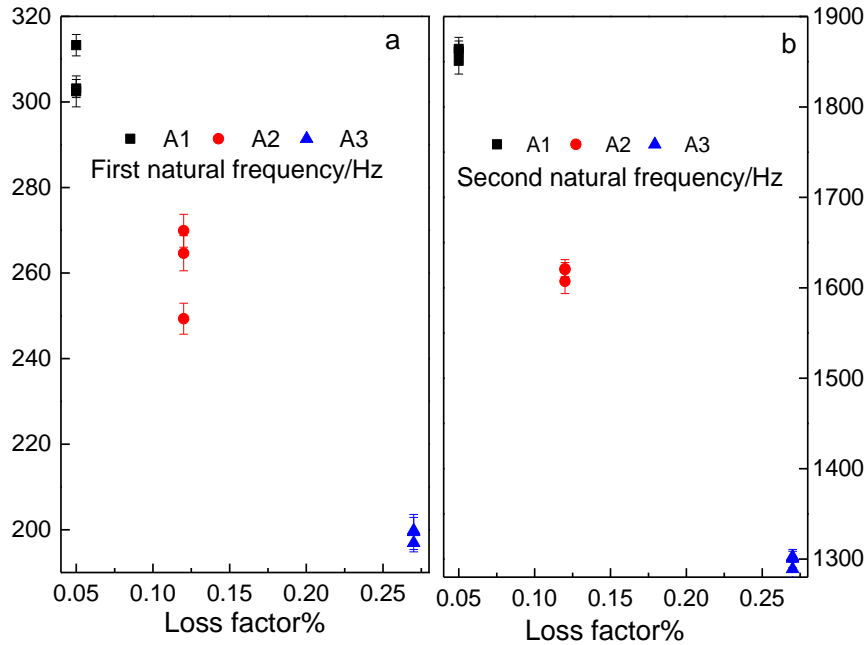 320
300
280
260
240
220
200
a
A1 A2 A3
First natural frequency/Hz
0.05 0.10 0.15 0.20 0.25
Loss factor%
b
A1 A2 A3
Second natural frequency/Hz
1900
1800
1700
1600
1500
1400
1300
0.05 0.10 0.15 0.20 0.25
Loss factor%